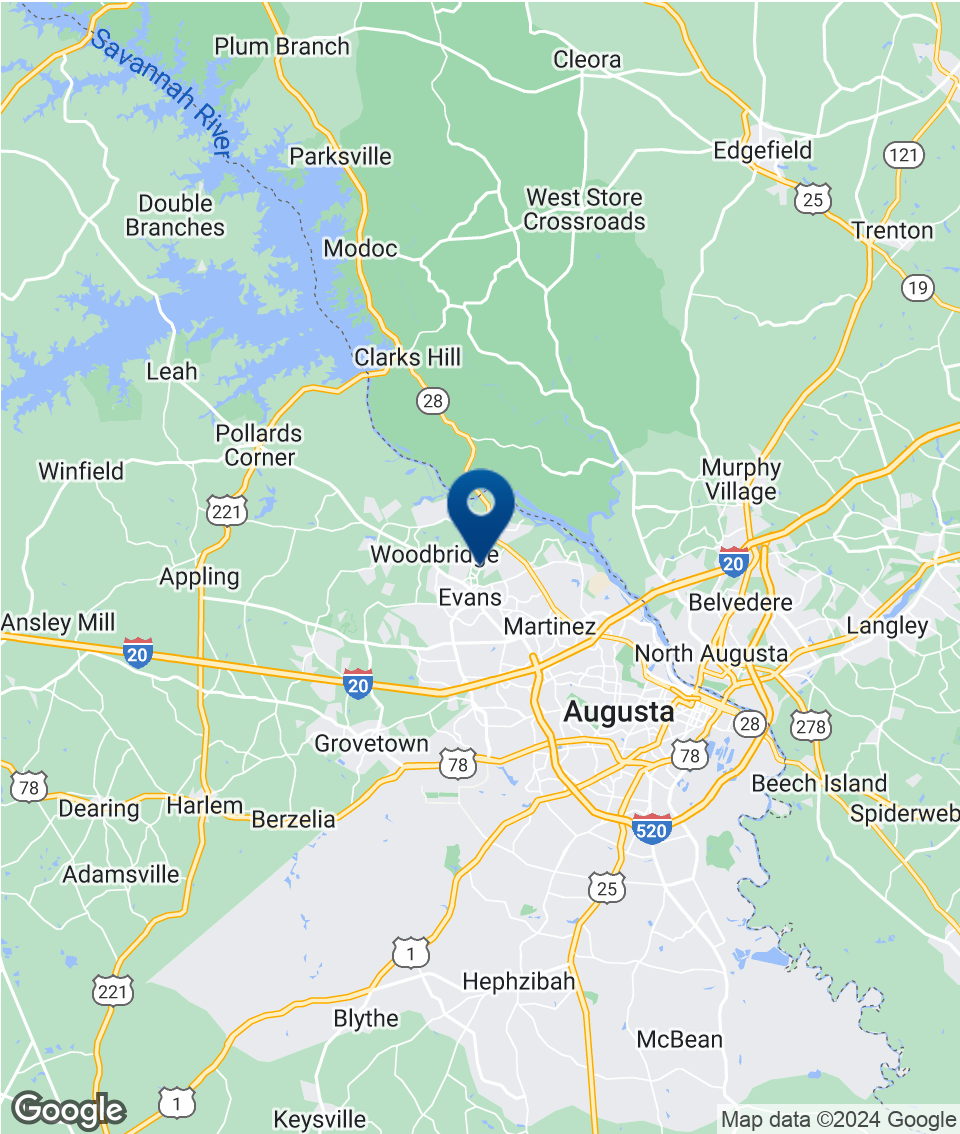 Savannah River
Plum Branch
Cleora
Parksville
Edgefield
121
Double
Branches
West Store
Crossroads
25
Trenton
Modoc
19
Clarks Hill
Leah
28
Pollards
Corner
Winfield
Murphy
Village
221
Woodbridge
20
Appling
Evans
Belvedere
Ansley Mill
Martinez
Langley
20
North Augusta
20
Augusta
28
278
Grovetown
78
78
Beech Island
78
Dearing
Harlem
Berzelia
Spiderweb
520
Adamsville
25
1
Hephzibah
221
Blythe
McBean
1
Keysville
Google
Map data ©2024 Google